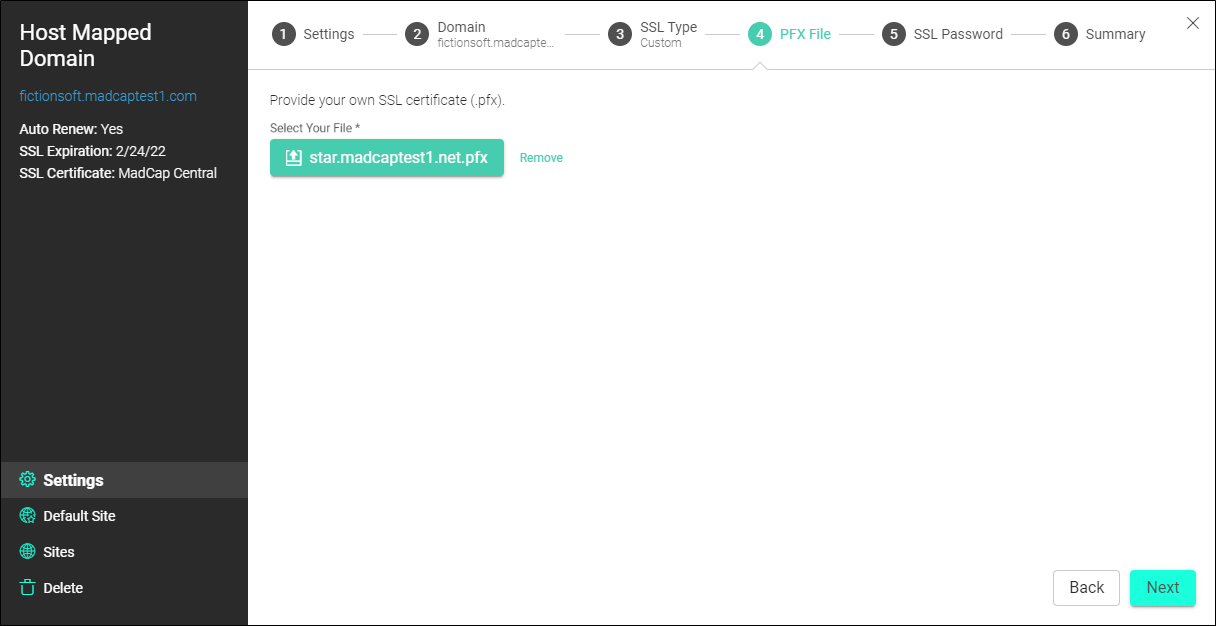 Host Mapped
Domain
fictionsoft.madcaptest1.com
Auto Renew: Yes
SSL Expiration: 2/24/22
SSL Certificate: MadCap Central
Settings
Default Site
Sites
Delete
1 Settings
2 Domain
fictionsoft.madcapte...
3 SSL Type
Custom
4 PFX File
5 SSL Password
6 Summary
Provide your own SSL certificate (.pfx).
Select Your File *
star.madcaptest1.net.pfx Remove
Back Next